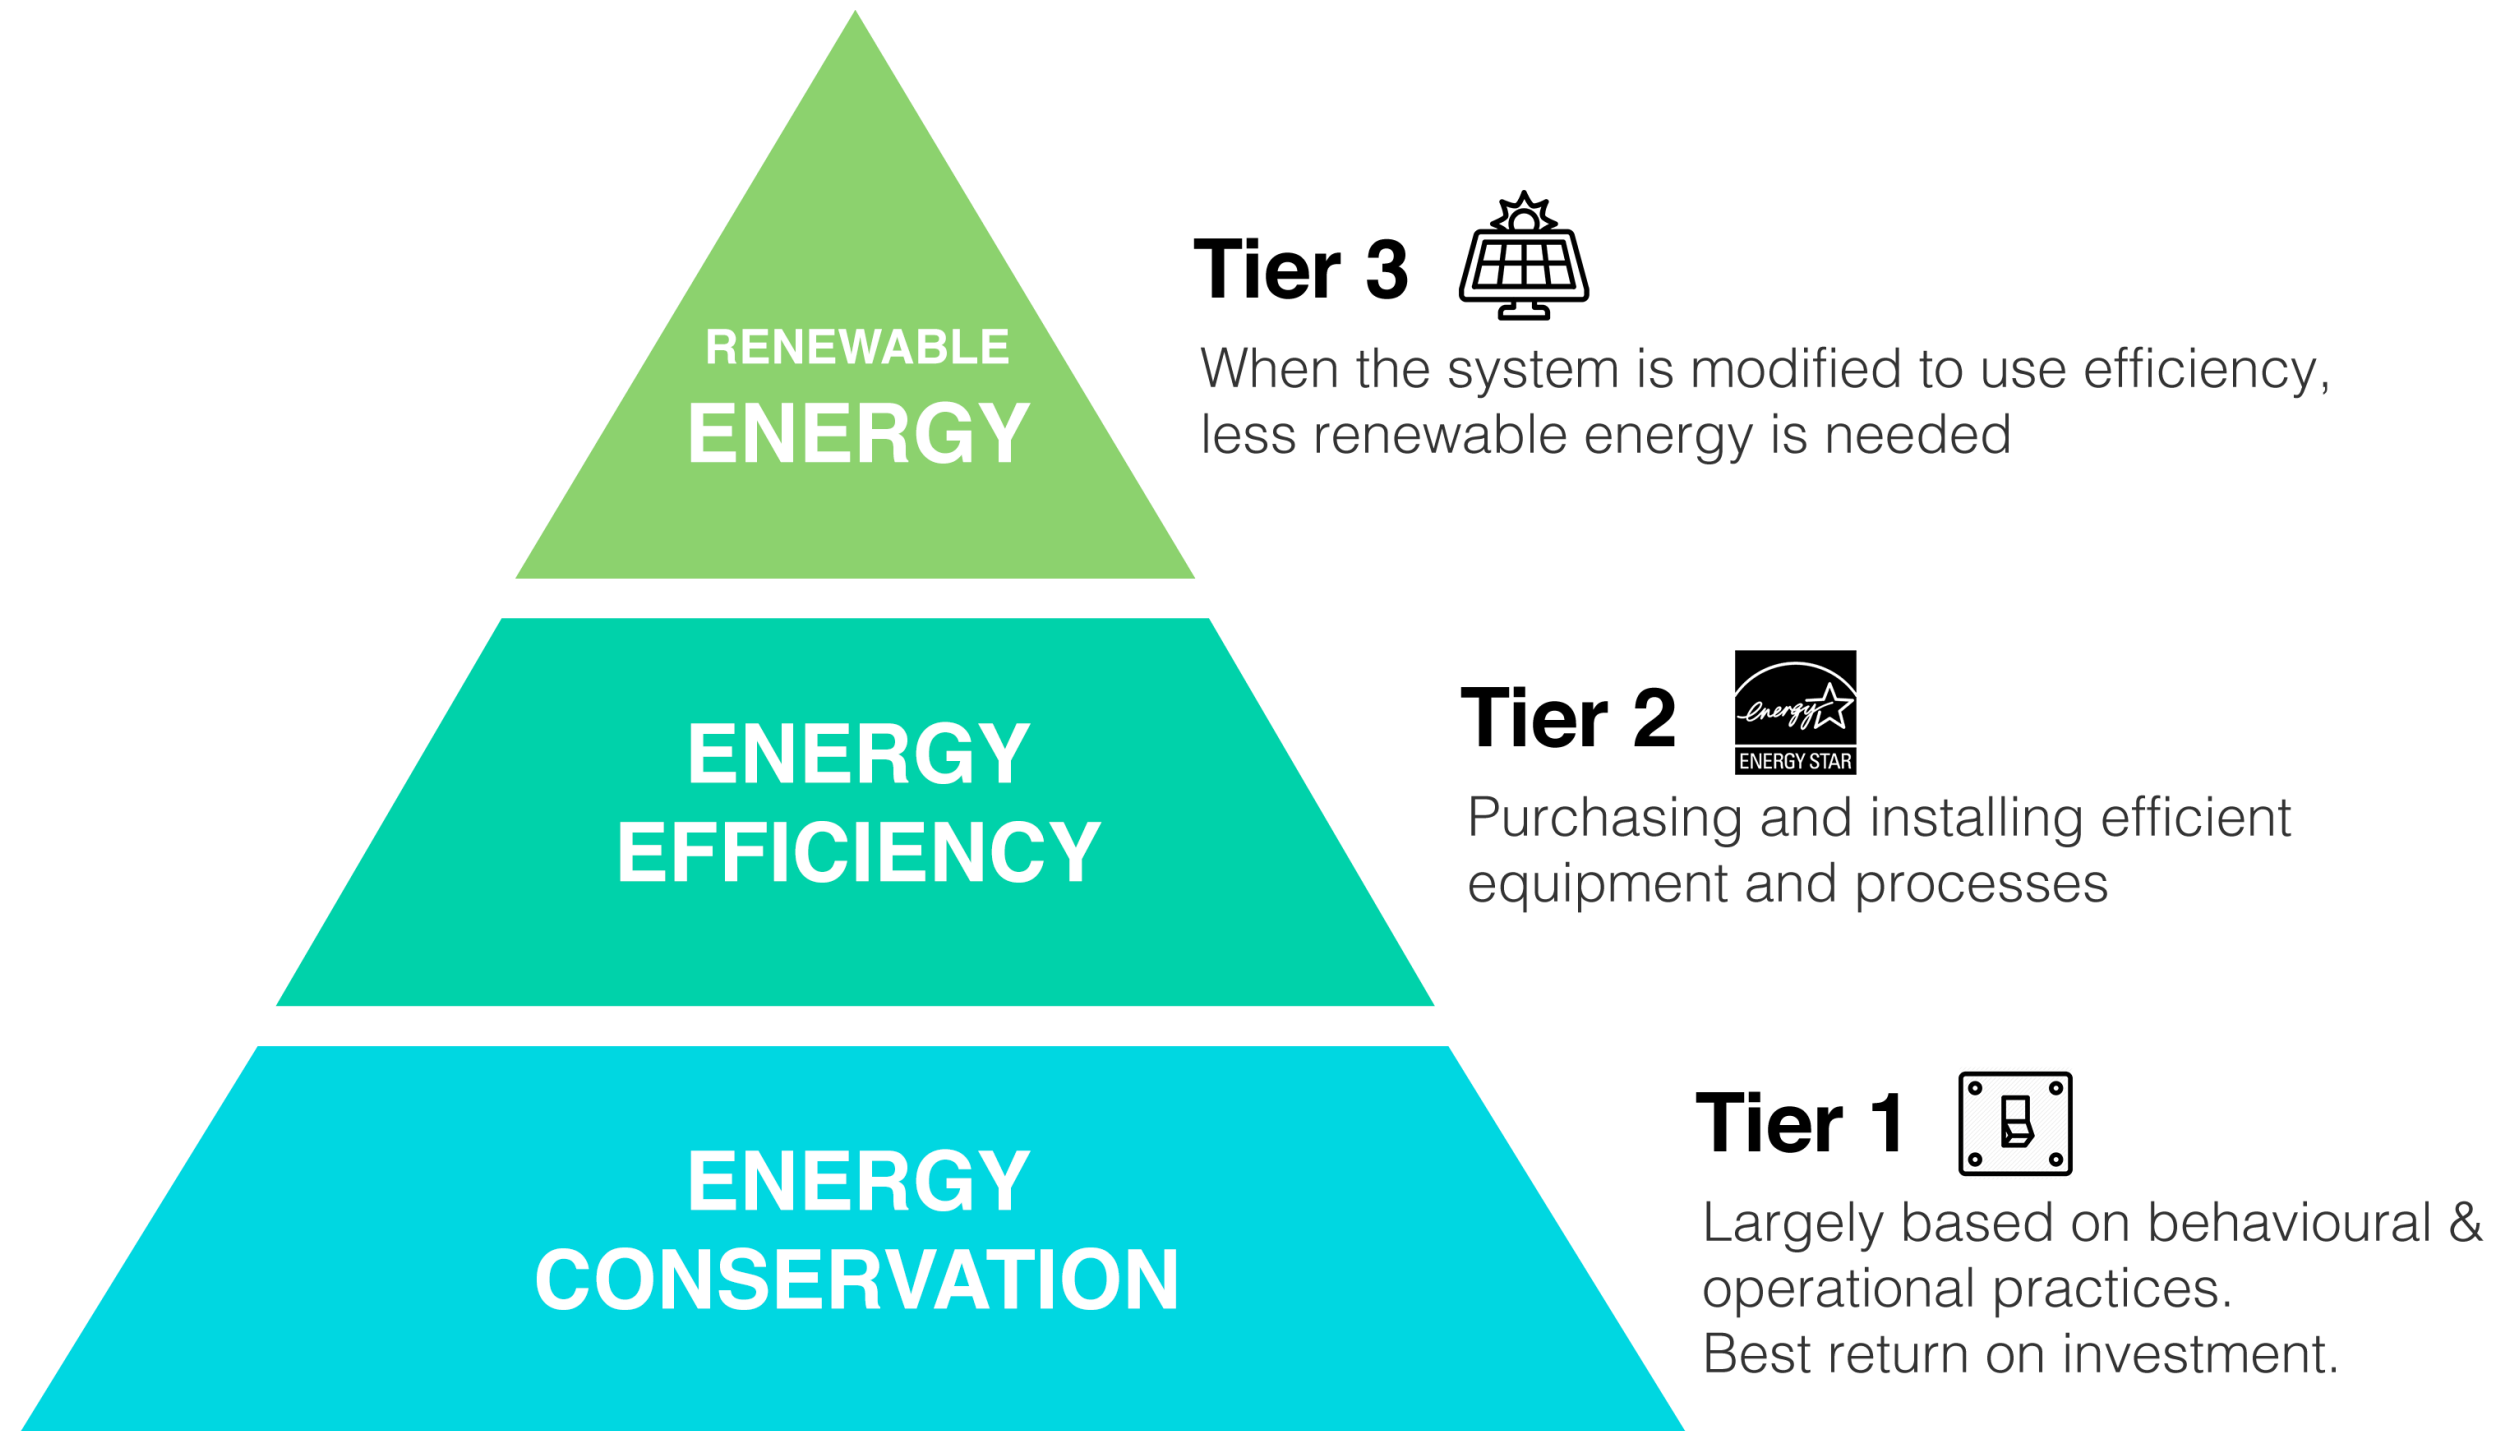 RENEWABLE
ENERGY
Tier 3
When the system is modified to use efficiency,
less renewable energy is needed
ENERGY
EFFICIENCY
Tier 2
energy
ENERGY STAR
Purchasing and installing efficient
equipment and processes
ENERGY
CONSERVATION
Tier 1
Largely based on behavioural &
operational practices.
Best return on investment.